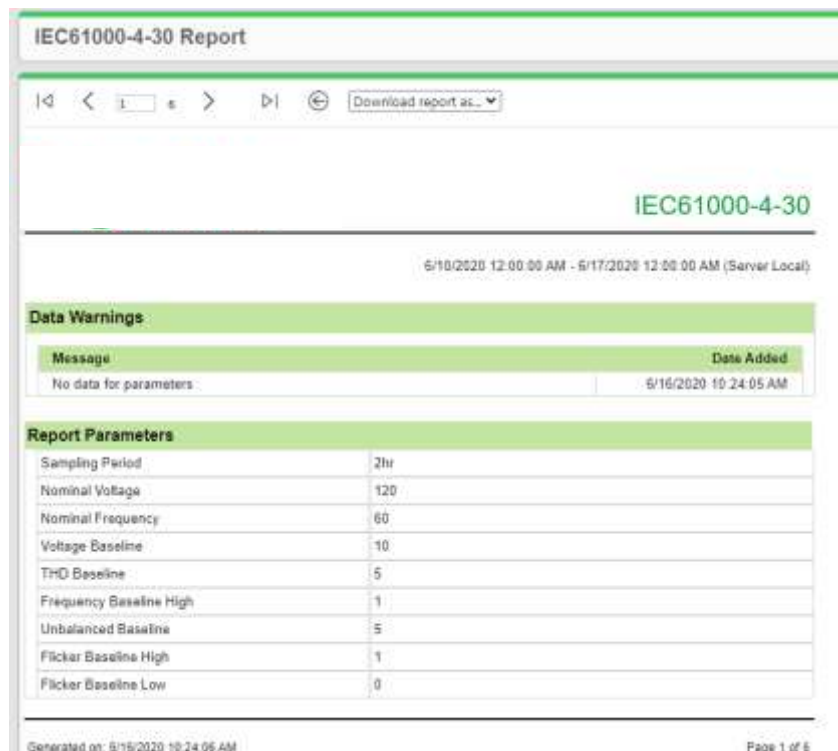 IEC61000-4-30 Report
1 6 Download report as...
IEC61000-4-30
6/10/2020 12:00:00 AM - 6/17/2020 12:00:00 AM (Server Local)
Data Warnings
Message Date Added
No data for parameters 6/16/2020 10:24:05 AM
Report Parameters
Sampling Period 2hr
Nominal Voltage 120
Nominal Frequency 60
Voltage Baseline 10
THD Baseline 5
Frequency Baseline High 1
Unbalanced Baseline 5
Flicker Baseline High 1
Flicker Baseline Low 0
Generated on: 6/16/2020 10:24:06 AM Page 1 of 6